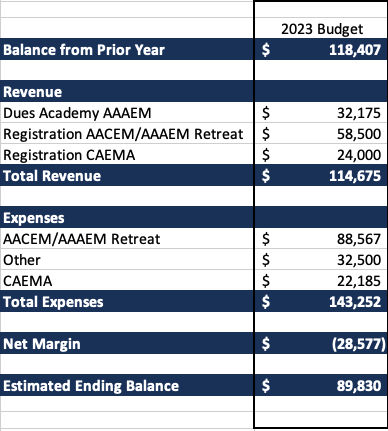 2023 Budget
Balance from Prior Year $ 118,407
Revenue
Dues Academy AAAEM $ 32,175
Registration AACEM/AAAEM Retreat $ 58,500
Registration CAEMA $ 24,000
Total Revenue $ 114,675
Expenses
AACEM/AAAEM Retreat $ 88,567
Other $ 32,500
CAEMA $ 22,185
Total Expenses $ 143,252
Net Margin $ (28,577)
Estimated Ending Balance $ 89,830